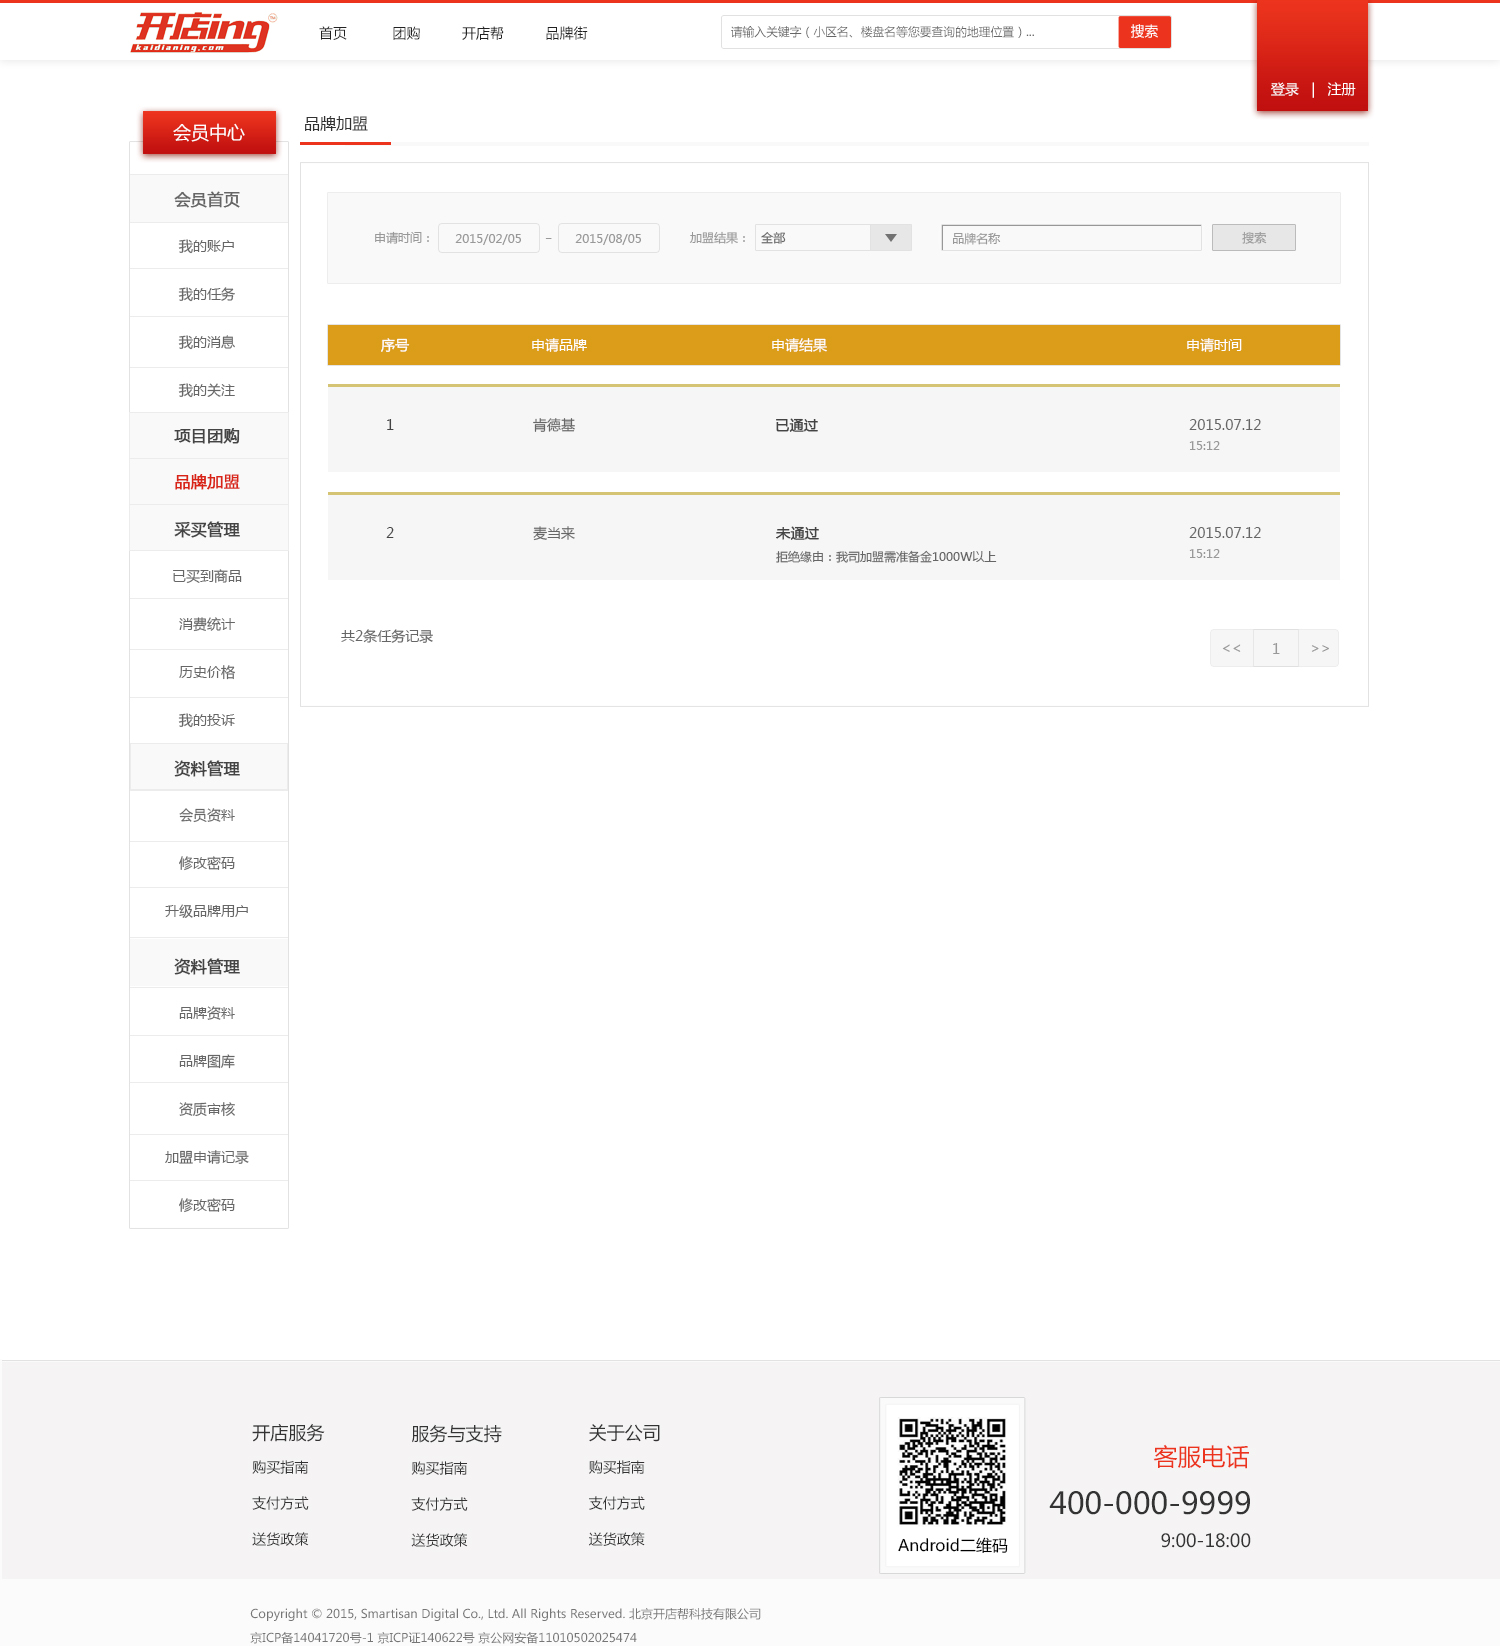 开店ing
TM
kaidianing.com
首页 团购 开店帮 品牌街
请输入关键字（小区名、楼盘名等您要查询的地理位置）...
搜索
登录 | 注册
会员中心
会员首页
我的账户
我的任务
我的消息
我的关注
项目团购
品牌加盟
采买管理
已买到商品
消费统计
历史价格
我的投诉
资料管理
会员资料
修改密码
升级品牌用户
资料管理
品牌资料
品牌图库
资质审核
加盟申请记录
修改密码
品牌加盟
申请时间： 2015/02/05 - 2015/08/05 加盟结果： 全部 品牌名称 搜索
序号 申请品牌 申请结果 申请时间
1 肯德基 已通过 2015.07.12
15:12
2 麦当来 未通过 2015.07.12
拒绝缘由：我司加盟需准备金1000W以上 15:12
共2条任务记录
<< 1 >>
开店服务
购买指南
支付方式
送货政策
服务与支持
购买指南
支付方式
送货政策
关于公司
购买指南
支付方式
送货政策
Android二维码
客服电话
400-000-9999
9:00-18:00
Copyright © 2015, Smartisan Digital Co., Ltd. All Rights Reserved. 北京开店帮科技有限公司
京ICP备14041720号-1 京ICP证140622号 京公网安备11010502025474